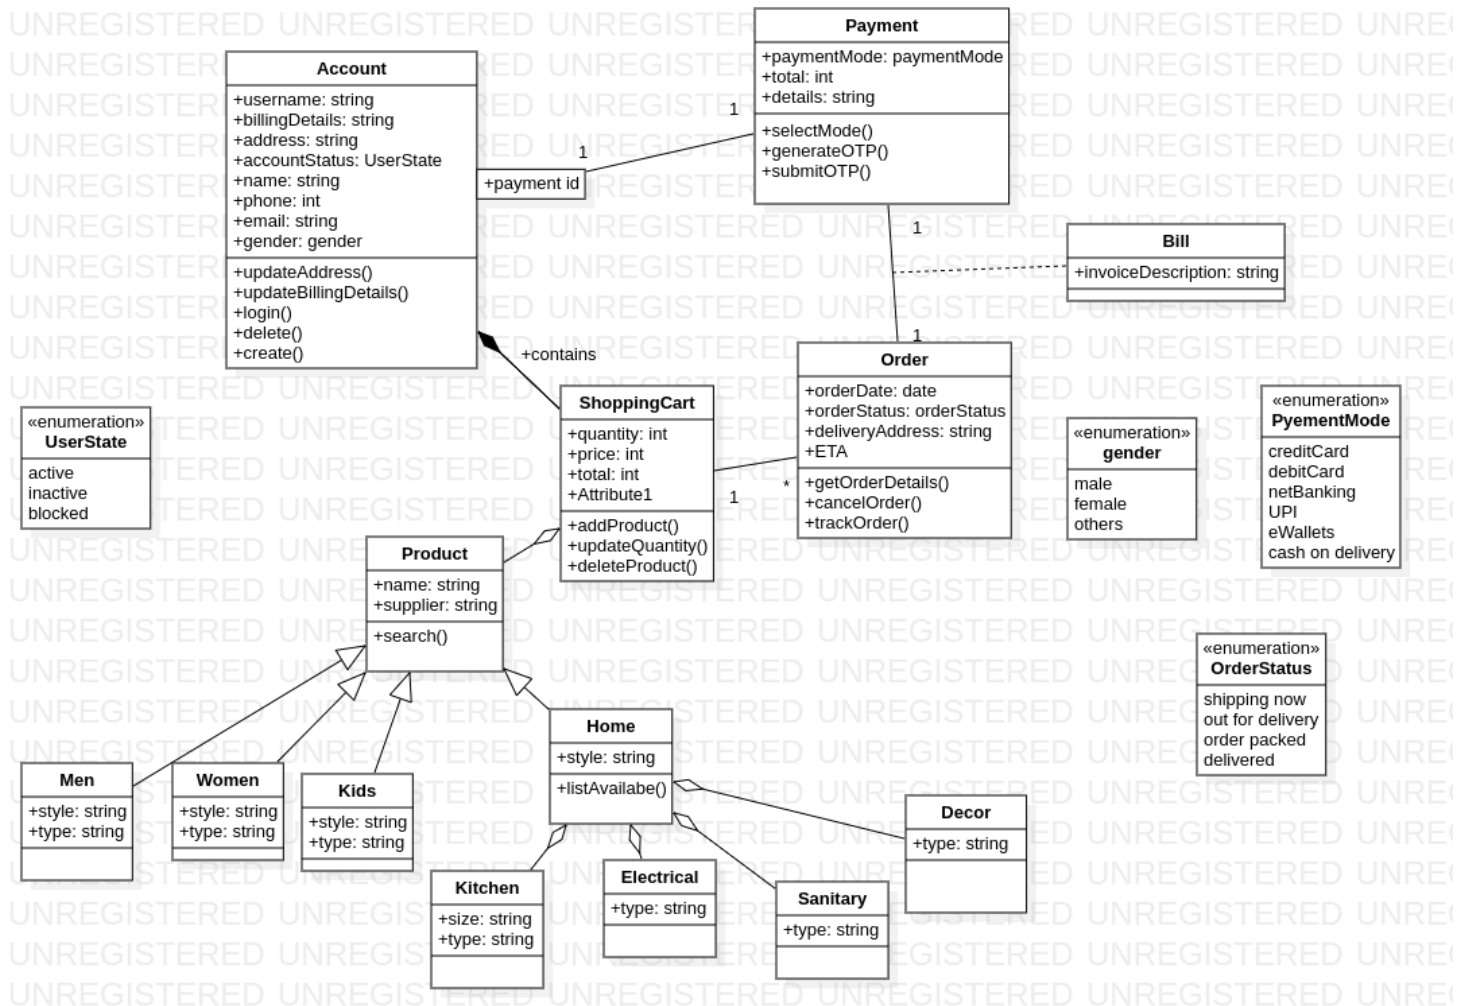 Payment
+paymentMode: paymentMode
+total: int
+details: string
+selectMode()
+generateOTP()
+submitOTP()
Account
+username: string
+billingDetails: string
+address: string
+accountStatus: UserState
+name: string
+phone: int
+email: string
+gender: gender
+updateAddress()
+updateBillingDetails()
+login()
+delete()
+create()
1
1
+payment id
1
Bill
+invoiceDescription: string
1
+contains
Order
+orderDate: date
+orderStatus: orderStatus
+deliveryAddress: string
+ETA
+getOrderDetails()
+cancelOrder()
+trackOrder()
ShoppingCart
+quantity: int
+price: int
+total: int
+Attribute1
+addProduct()
+updateQuantity()
+deleteProduct()
*
1
«enumeration»
UserState
active
inactive
blocked
«enumeration»
gender
male
female
others
«enumeration»
PyementMode
creditCard
debitCard
netBanking
UPI
eWallets
cash on delivery
Product
+name: string
+supplier: string
+search()
«enumeration»
OrderStatus
shipping now
out for delivery
order packed
delivered
Home
+style: string
+listAvailabe()
Men
+style: string
+type: string
Women
+style: string
+type: string
Kids
+style: string
+type: string
Decor
+type: string
Kitchen
+size: string
+type: string
Electrical
+type: string
Sanitary
+type: string
UNREGISTERED